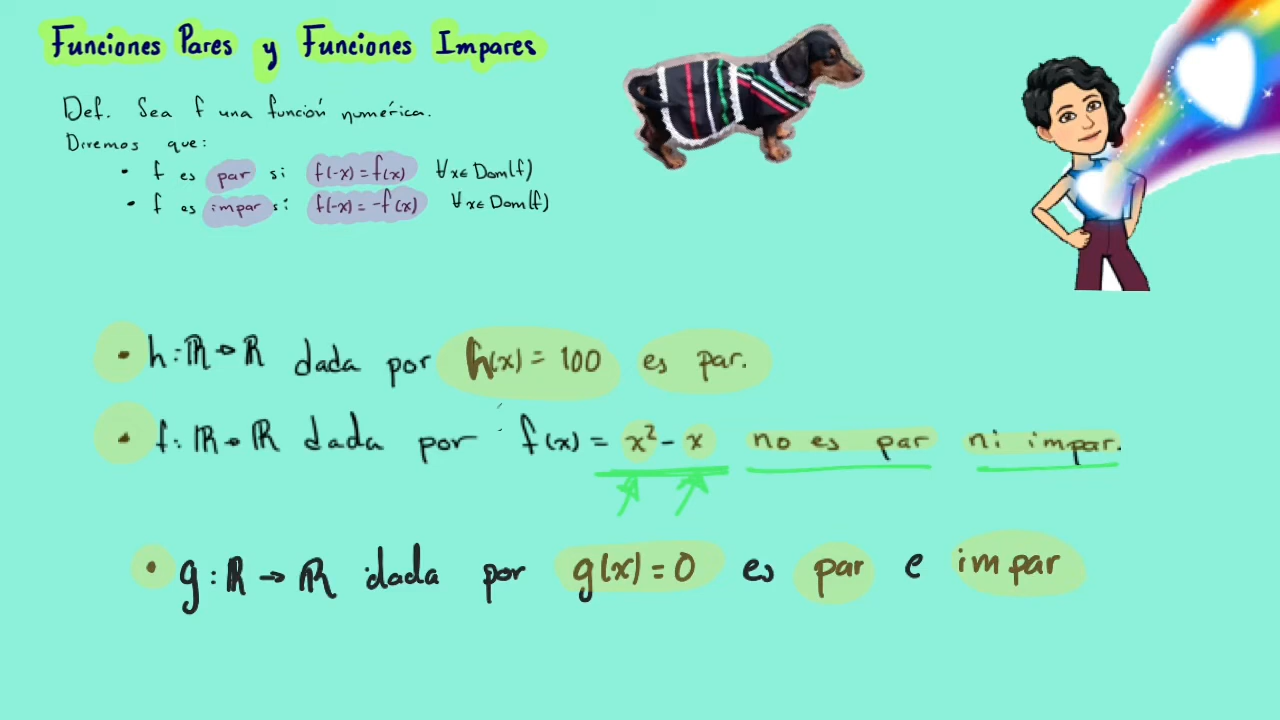 Funciones Pares y Funciones Impares
Def. Sea f una función numérica.
Diremos que:
• f es par si f(-x) = f(x) ∀x∈Dom(f)
• f es impar si f(-x) = -f(x) ∀x∈Dom(f)
• h: ℝ→ℝ dada por h(x) = 100 es par.
• f: ℝ→ℝ dada por f(x) = x² - x no es par ni impar.
• g: ℝ→ℝ dada por g(x) = 0 es par e impar